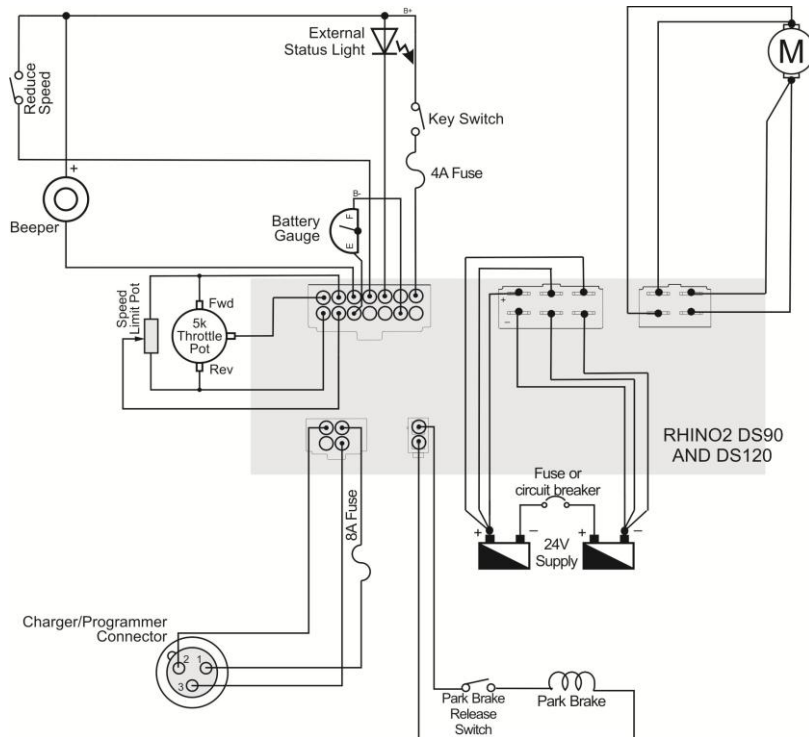 B+
External
Status Light
M
Reduce
Speed
Key Switch
+
4A Fuse
Beeper
B-
F
E
Battery
Gauge
Speed
Limit Pot
Fwd
5k
Throttle
Pot
Rev
+
–
RHINO2 DS90
AND DS120
Fuse or
circuit breaker
+
–
+
–
24V
Supply
8A Fuse
Charger/Programmer
Connector
2
1
3
Park Brake
Release
Switch
Park Brake